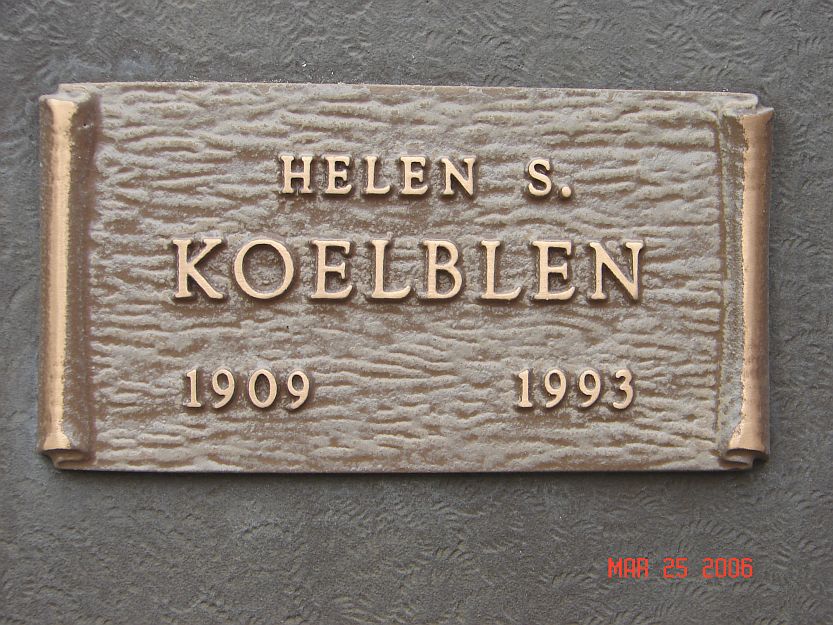 HELEN S.
KOELBLEN
1909 1993
MAR 25 2006